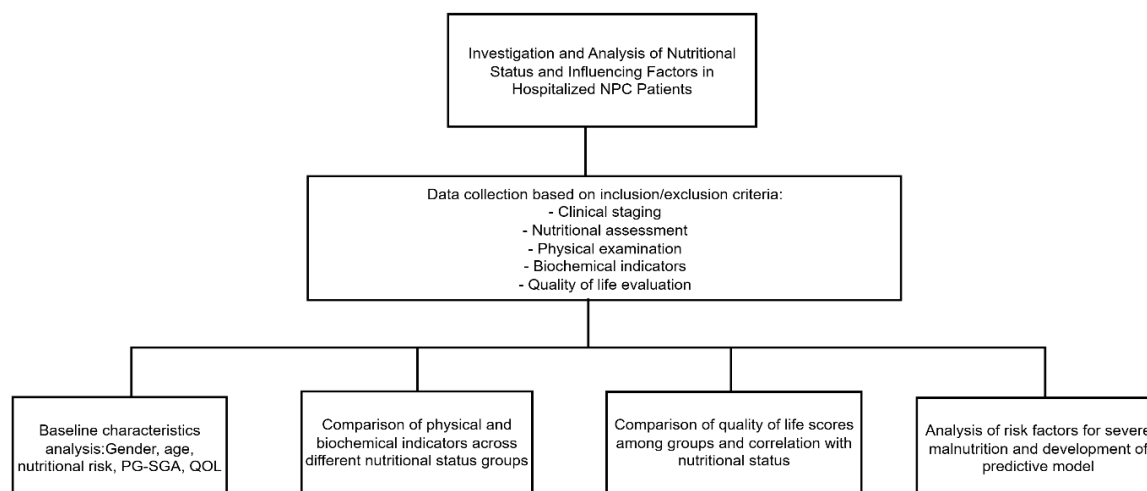 Investigation and Analysis of Nutritional
Status and Influencing Factors in
Hospitalized NPC Patients
Data collection based on inclusion/exclusion criteria:
- Clinical staging
- Nutritional assessment
- Physical examination
- Biochemical indicators
- Quality of life evaluation
Baseline characteristics
analysis:Gender, age,
nutritional risk, PG-SGA, QOL
Comparison of physical and
biochemical indicators across
different nutritional status groups
Comparison of quality of life scores
among groups and correlation with
nutritional status
Analysis of risk factors for severe
malnutrition and development of
predictive model